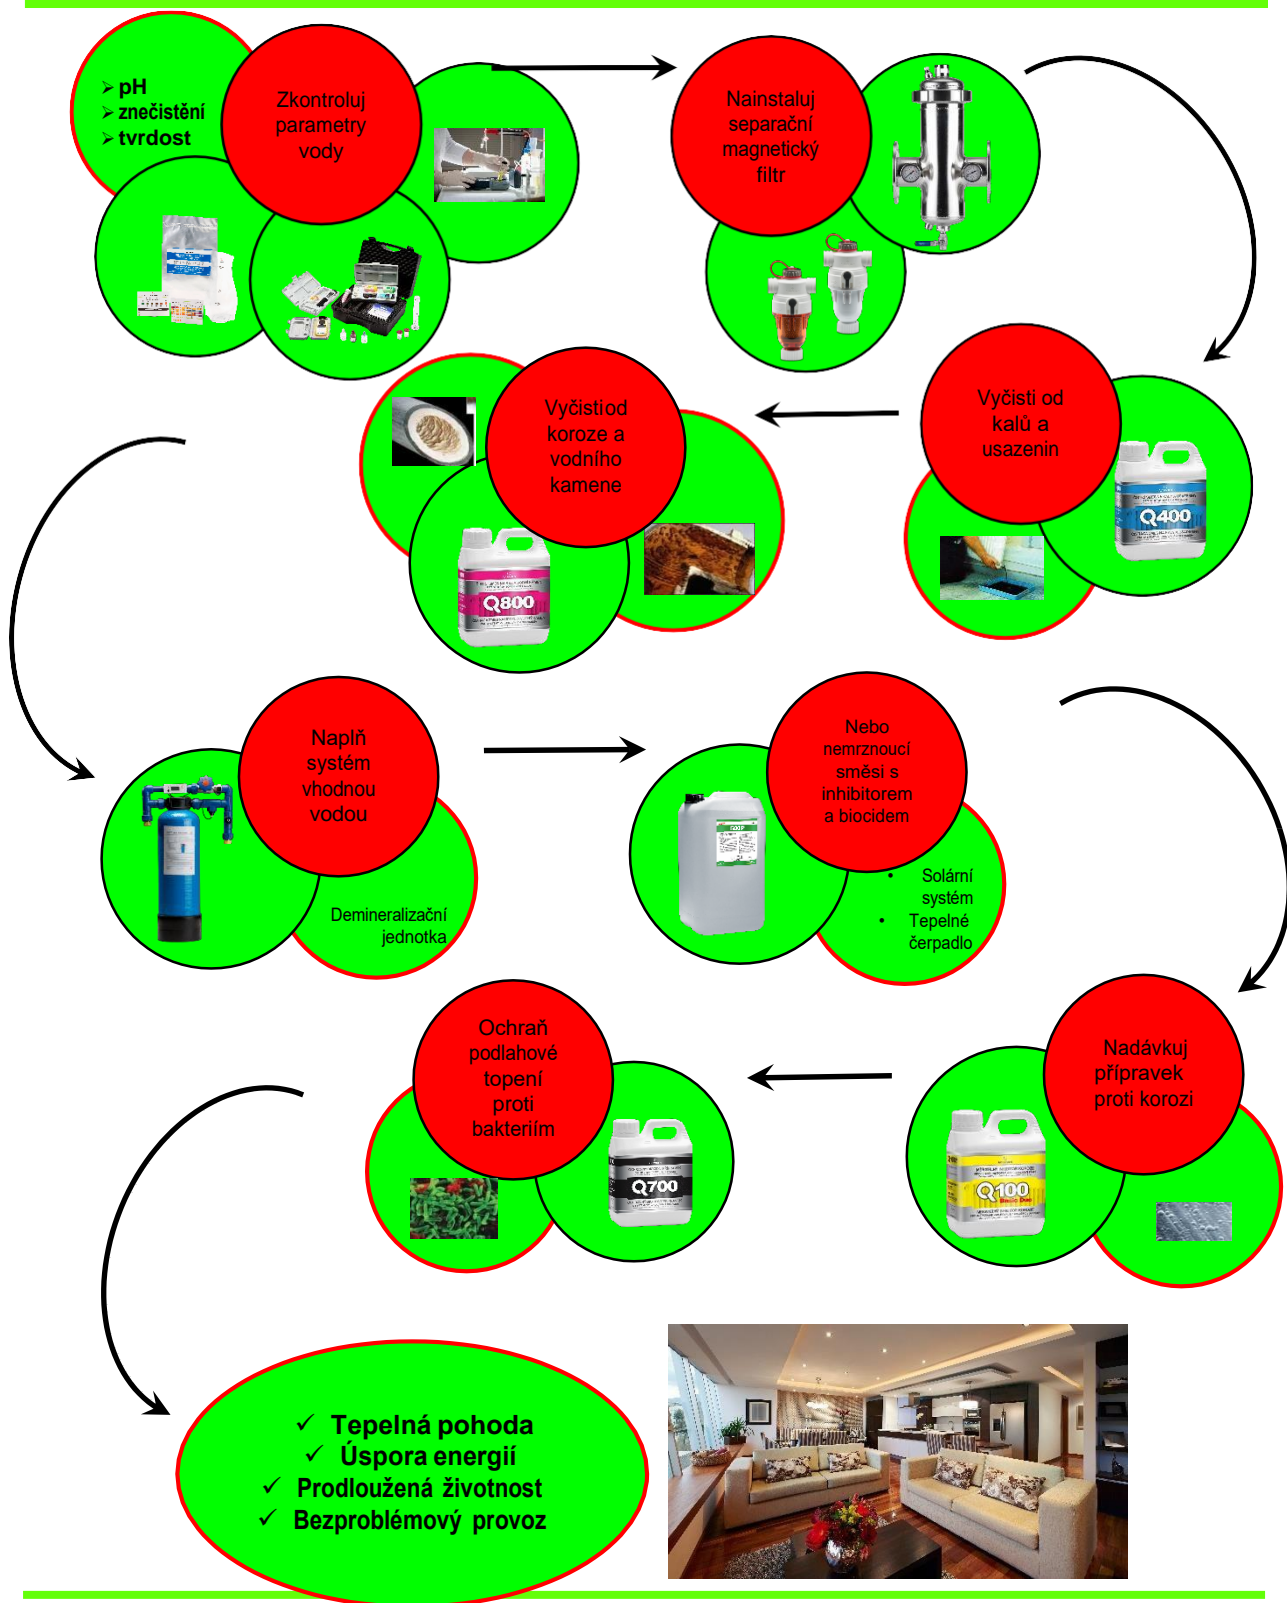 ➢ pH
➢ znečistění
➢ tvrdost
Zkontroluj
parametry
vody
Nainstaluj
separační
magnetický
filtr
Vyčisti od
kalů a
usazenin
Q400
Vyčistiod
koroze a
vodního
kamene
Q800
Naplň
systém
vhodnou
vodou
Demineralizační
jednotka
Nebo
nemrznoucí
směsi s
inhibitorem
a biocidem
• Solární
systém
• Tepelné
čerpadlo
Nadávkuj
přípravek
proti korozi
Q100
Ochraň
podlahové
topení
proti
bakteriím
Q700
✓ Tepelná pohoda
✓ Úspora energií
✓ Prodloužená životnost
✓ Bezproblémový provoz